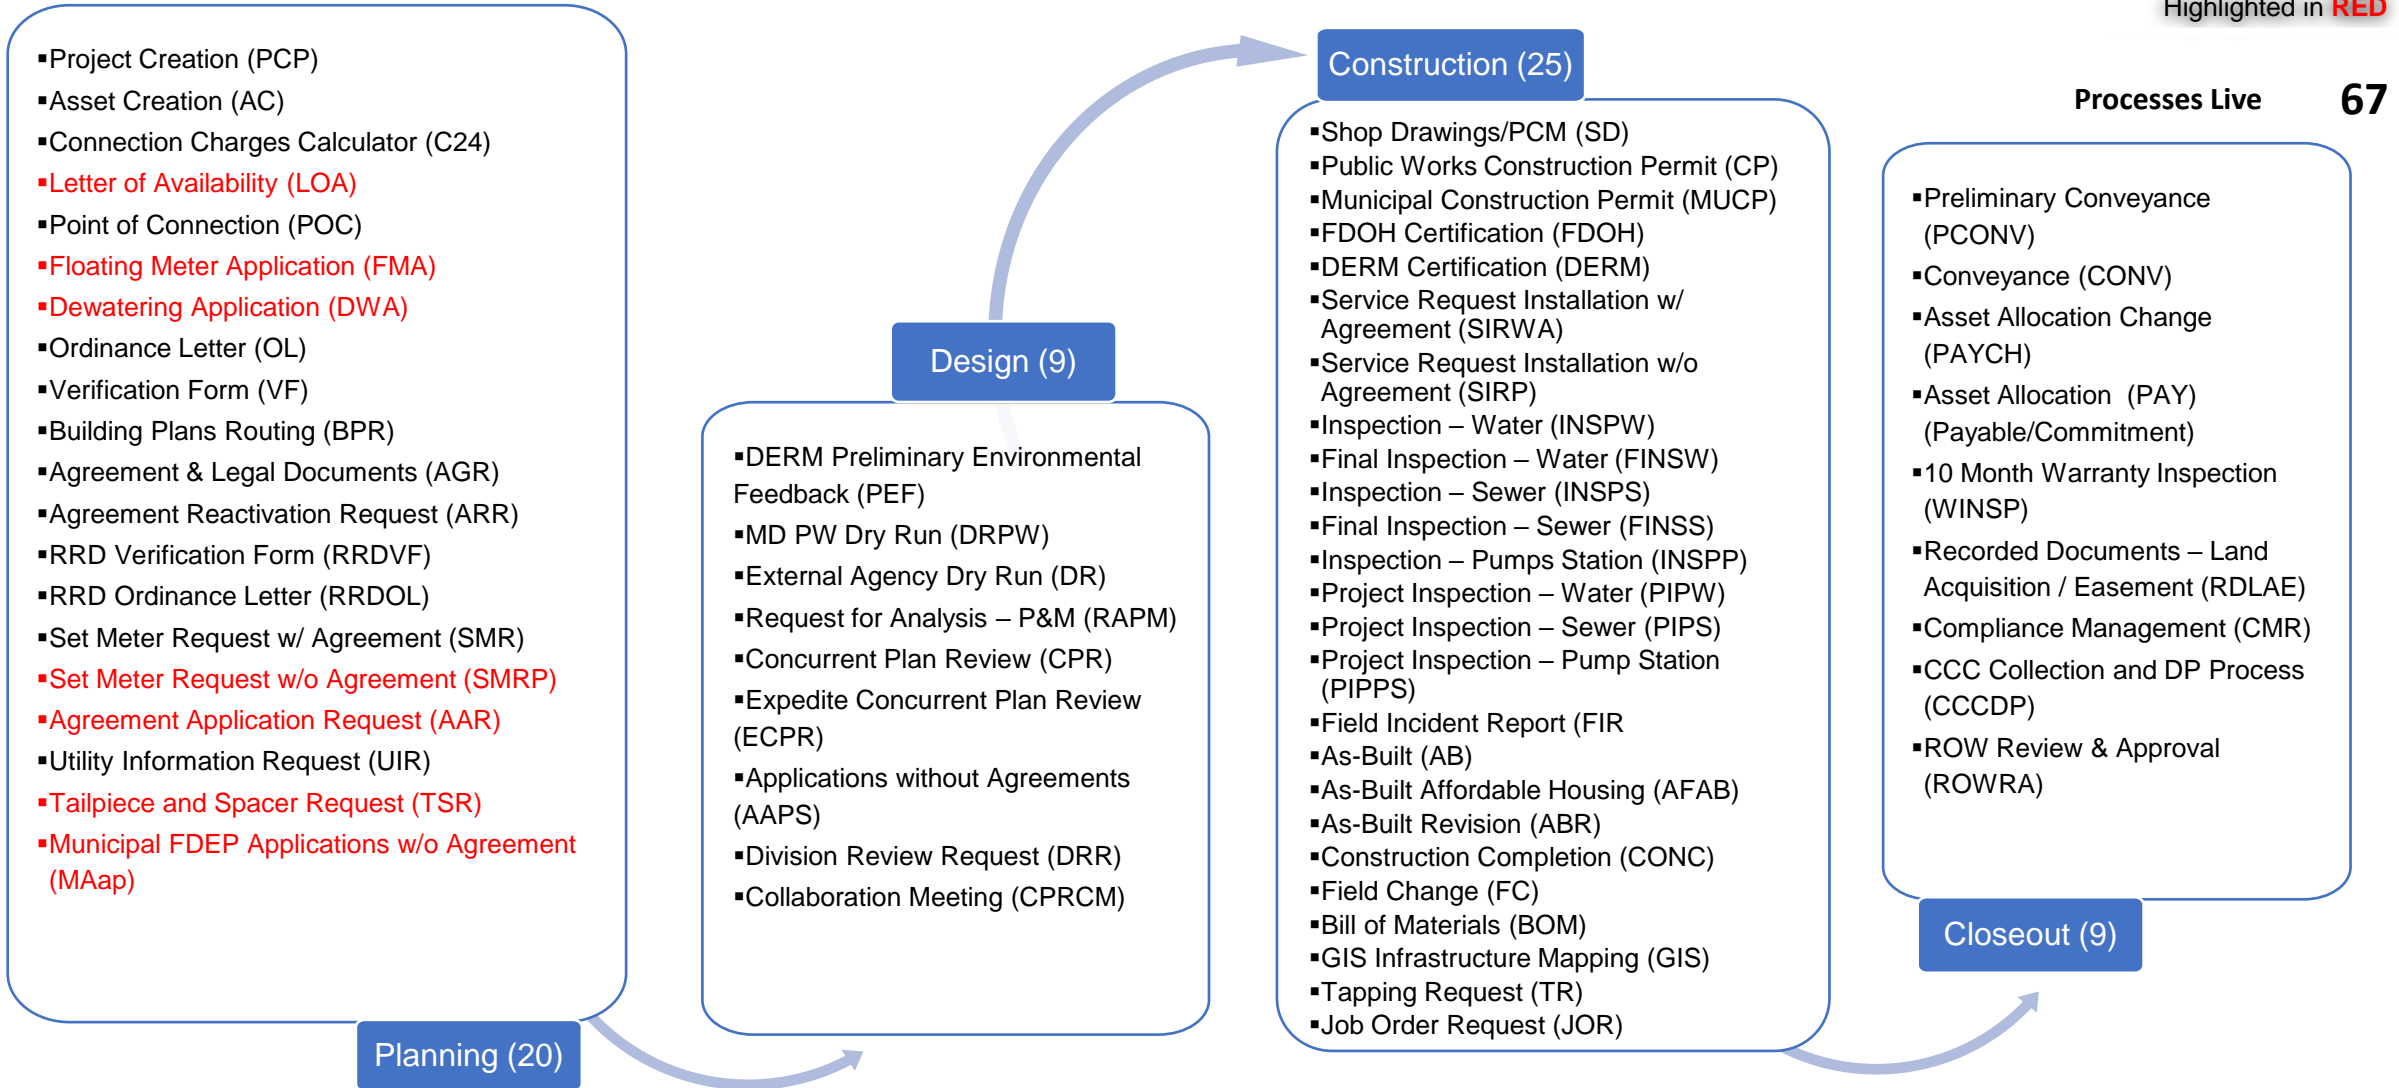 Highlighted in RED
Processes Live 67
▪Project Creation (PCP)
▪Asset Creation (AC)
▪Connection Charges Calculator (C24)
▪Letter of Availability (LOA)
▪Point of Connection (POC)
▪Floating Meter Application (FMA)
▪Dewatering Application (DWA)
▪Ordinance Letter (OL)
▪Verification Form (VF)
▪Building Plans Routing (BPR)
▪Agreement & Legal Documents (AGR)
▪Agreement Reactivation Request (ARR)
▪RRD Verification Form (RRDVF)
▪RRD Ordinance Letter (RRDOL)
▪Set Meter Request w/ Agreement (SMR)
▪Set Meter Request w/o Agreement (SMRP)
▪Agreement Application Request (AAR)
▪Utility Information Request (UIR)
▪Tailpiece and Spacer Request (TSR)
▪Municipal FDEP Applications w/o Agreement
(MAap)
Planning (20)
Design (9)
▪DERM Preliminary Environmental
Feedback (PEF)
▪MD PW Dry Run (DRPW)
▪External Agency Dry Run (DR)
▪Request for Analysis – P&M (RAPM)
▪Concurrent Plan Review (CPR)
▪Expedite Concurrent Plan Review
(ECPR)
▪Applications without Agreements
(AAPS)
▪Division Review Request (DRR)
▪Collaboration Meeting (CPRCM)
Construction (25)
▪Shop Drawings/PCM (SD)
▪Public Works Construction Permit (CP)
▪Municipal Construction Permit (MUCP)
▪FDOH Certification (FDOH)
▪DERM Certification (DERM)
▪Service Request Installation w/
Agreement (SIRWA)
▪Service Request Installation w/o
Agreement (SIRP)
▪Inspection – Water (INSPW)
▪Final Inspection – Water (FINSW)
▪Inspection – Sewer (INSPS)
▪Final Inspection – Sewer (FINSS)
▪Inspection – Pumps Station (INSPP)
▪Project Inspection – Water (PIPW)
▪Project Inspection – Sewer (PIPS)
▪Project Inspection – Pump Station
(PIPPS)
▪Field Incident Report (FIR
▪As-Built (AB)
▪As-Built Affordable Housing (AFAB)
▪As-Built Revision (ABR)
▪Construction Completion (CONC)
▪Field Change (FC)
▪Bill of Materials (BOM)
▪GIS Infrastructure Mapping (GIS)
▪Tapping Request (TR)
▪Job Order Request (JOR)
▪Preliminary Conveyance
(PCONV)
▪Conveyance (CONV)
▪Asset Allocation Change
(PAYCH)
▪Asset Allocation (PAY)
(Payable/Commitment)
▪10 Month Warranty Inspection
(WINSP)
▪Recorded Documents – Land
Acquisition / Easement (RDLAE)
▪Compliance Management (CMR)
▪CCC Collection and DP Process
(CCCDP)
▪ROW Review & Approval
(ROWRA)
Closeout (9)